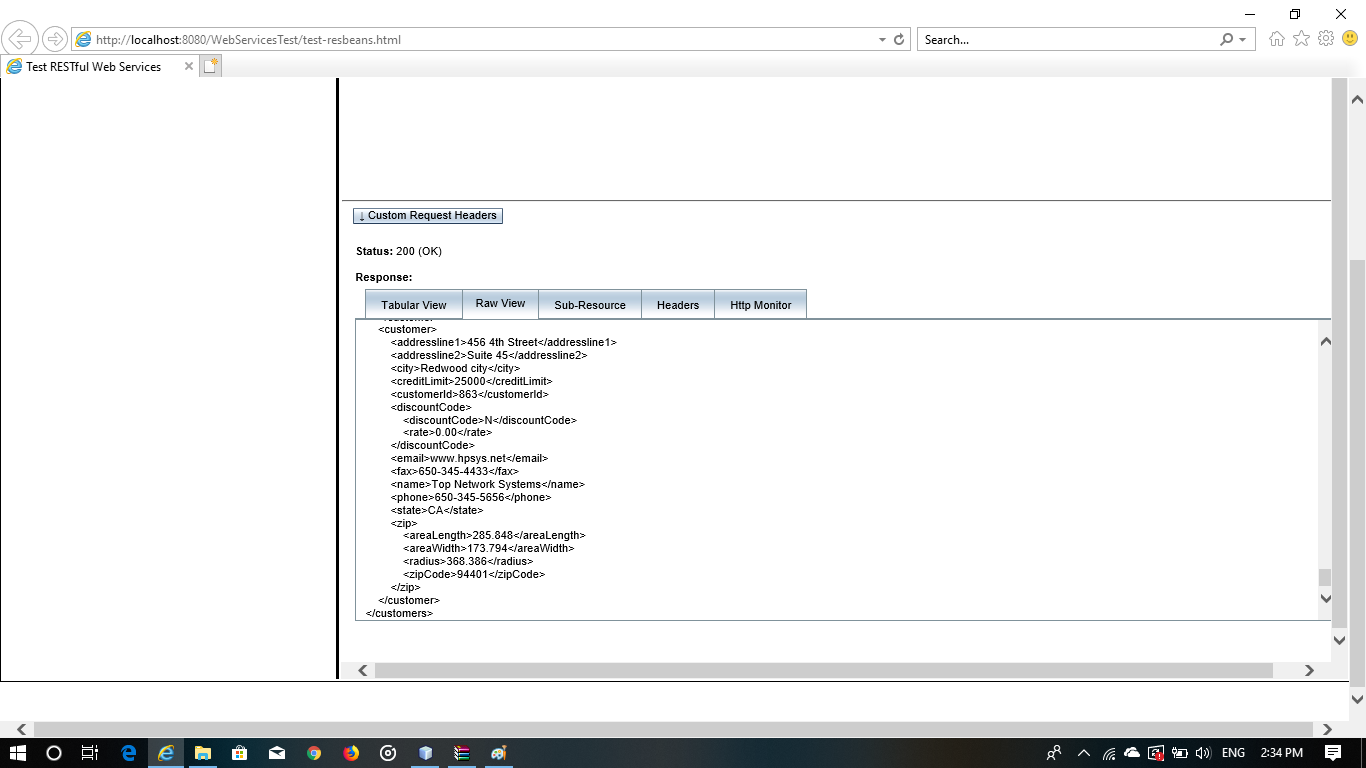 http://localhost:8080/WebServicesTest/test-resbeans.html
Search...
Test RESTful Web Services
↓ Custom Request Headers
Status: 200 (OK)
Response:
Tabular View
Raw View
Sub-Resource
Headers
Http Monitor
<customer>
<addressline1>456 4th Street</addressline1>
<addressline2>Suite 45</addressline2>
<city>Redwood city</city>
<creditLimit>25000</creditLimit>
<customerId>863</customerId>
<discountCode>
<discountCode>N</discountCode>
<rate>0.00</rate>
</discountCode>
<email>www.hpsys.net</email>
<fax>650-345-4433</fax>
<name>Top Network Systems</name>
<phone>650-345-5656</phone>
<state>CA</state>
<zip>
<areaLength>285.848</areaLength>
<areaWidth>173.794</areaWidth>
<radius>368.386</radius>
<zipCode>94401</zipCode>
</zip>
</customer>
</customers>
ENG
2:34 PM